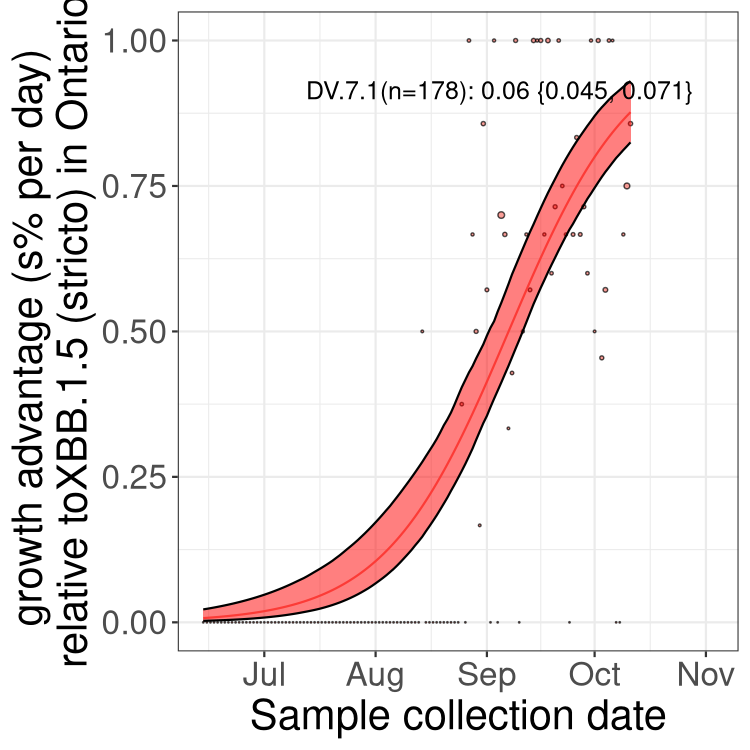 growth advantage (s% per day)
relative toXBB.1.5 (stricto) in Ontario
1.00
0.75
0.50
0.25
0.00
DV.7.1(n=178): 0.06 {0.045, 0.071}
Jul Aug Sep Oct Nov
Sample collection date